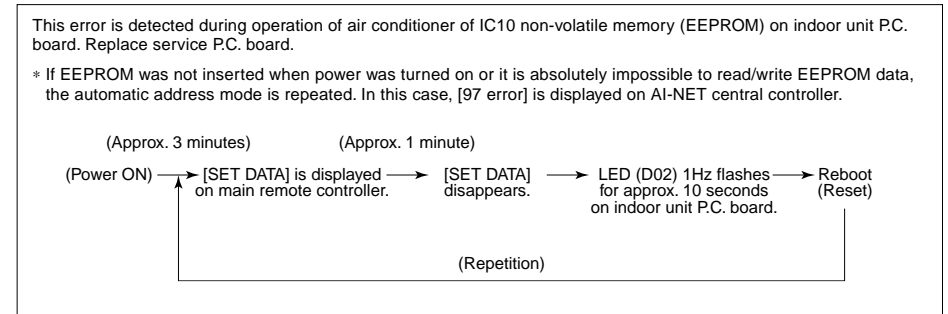 This error is detected during operation of air conditioner of IC10 non-volatile memory (EEPROM) on indoor unit P.C.
board. Replace service P.C. board.
* If EEPROM was not inserted when power was turned on or it is absolutely impossible to read/write EEPROM data,
the automatic address mode is repeated. In this case, [97 error] is displayed on AI-NET central controller.
(Approx. 3 minutes) (Approx. 1 minute)
(Power ON) [SET DATA] is displayed [SET DATA] LED (D02) 1Hz flashes Reboot
on main remote controller. disappears. for approx. 10 seconds (Reset)
on indoor unit P.C. board.
(Repetition)